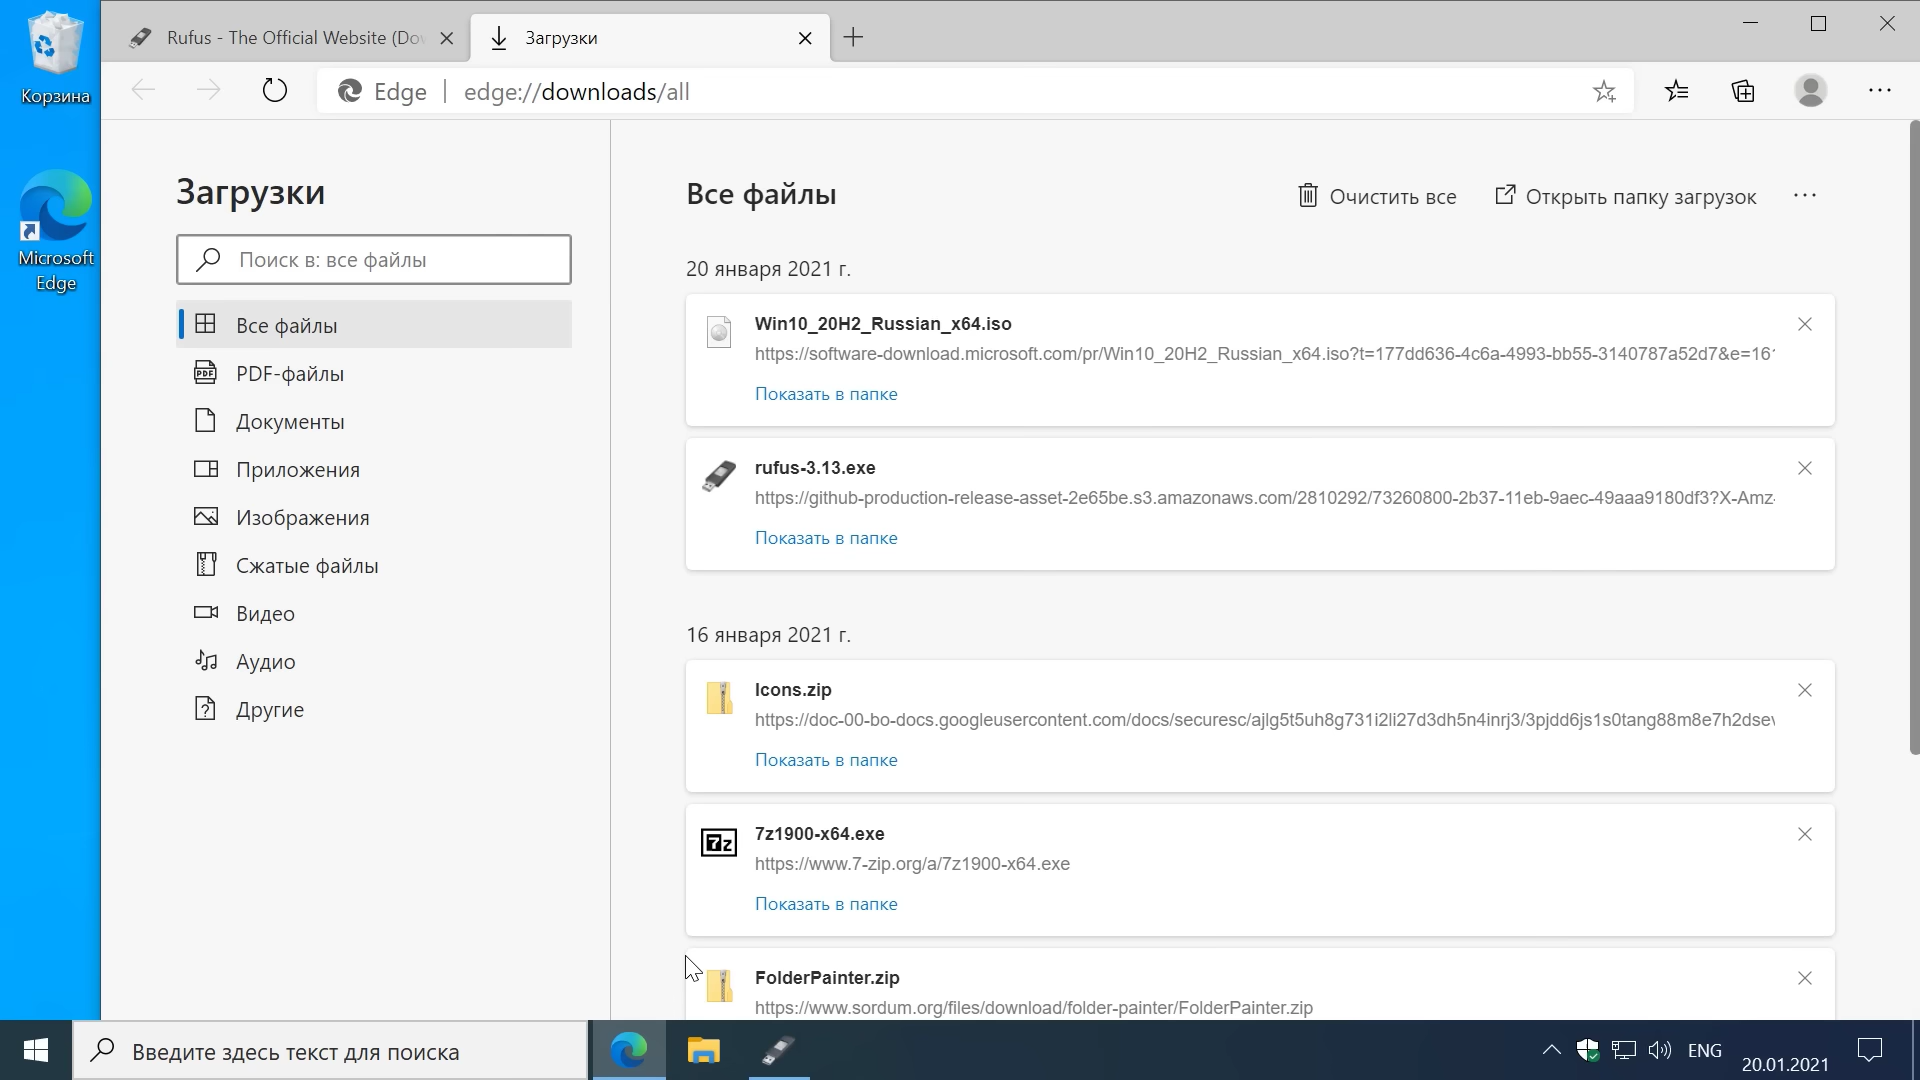 Корзина
Microsoft
Edge
Rufus - The Official Website (Do
Загрузки
Edge
edge://downloads/all
Загрузки
Поиск в: все файлы
Все файлы
PDF-файлы
Документы
Приложения
Изображения
Сжатые файлы
Видео
Аудио
Другие
Все файлы
Очистить все
Открыть папку загрузок
20 января 2021 г.
Win10_20H2_Russian_x64.iso
https://software-download.microsoft.com/pr/Win10_20H2_Russian_x64.iso?t=177dd636-4c6a-4993-bb55-3140787a52d7&e=161
Показать в папке
rufus-3.13.exe
https://github-production-release-asset-2e65be.s3.amazonaws.com/2810292/73260800-2b37-11eb-9aec-49aaa9180df3?X-Amz-
Показать в папке
16 января 2021 г.
Icons.zip
https://doc-00-bo-docs.googleusercontent.com/docs/securesc/ajlg5t5uh8g731i2li27d3dh5n4inrj3/3pjdd6js1s0tang88m8e7h2dsev
Показать в папке
7z
7z1900-x64.exe
https://www.7-zip.org/a/7z1900-x64.exe
Показать в папке
FolderPainter.zip
https://www.sordum.org/files/download/folder-painter/FolderPainter.zip
Введите здесь текст для поиска
ENG
20.01.2021